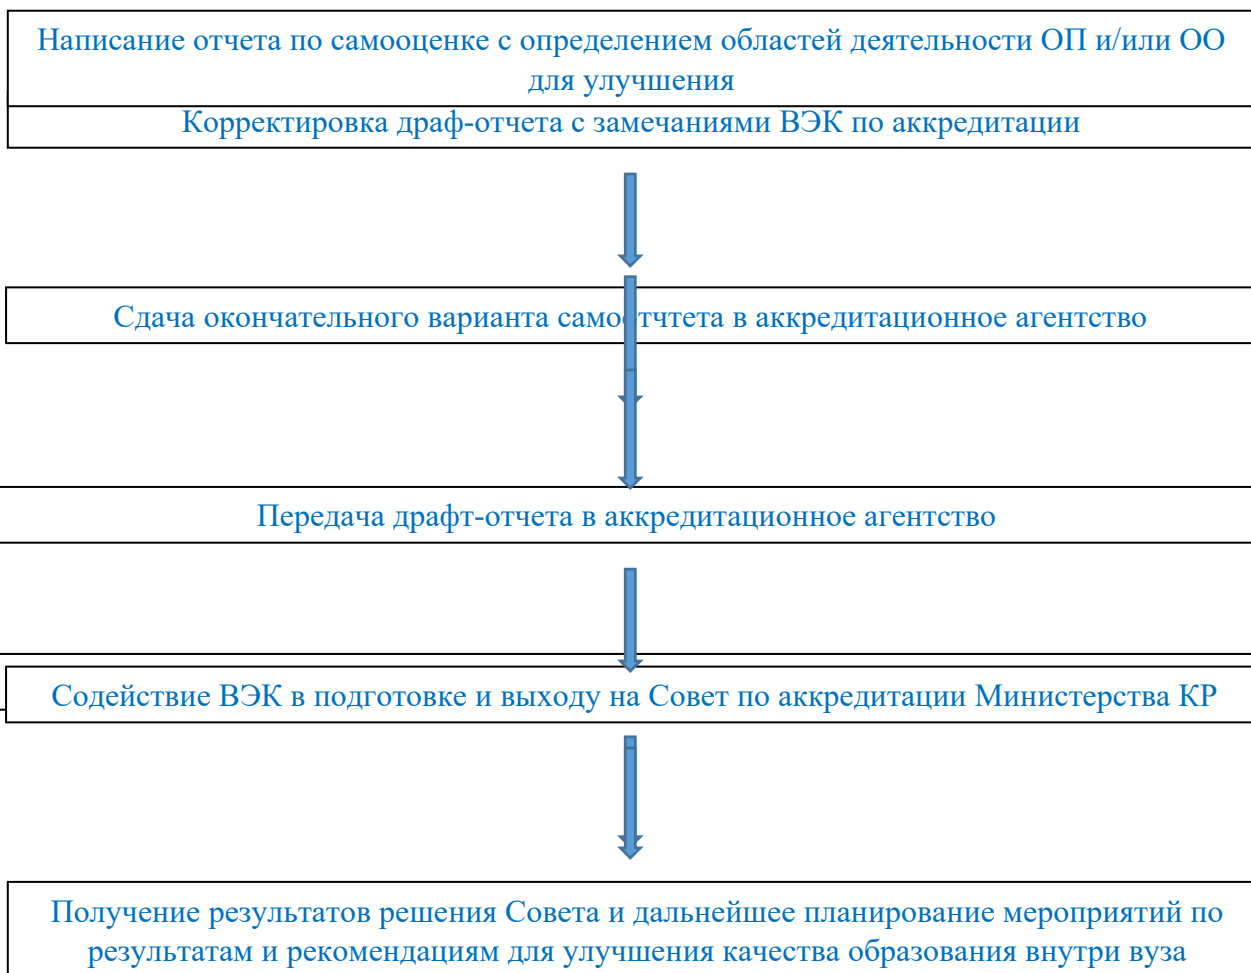 Написание отчета по самооценке с определением областей деятельности ОП и/или ОО
для улучшения
Корректировка драф-отчета с замечаниями ВЭК по аккредитации
Сдача окончательного варианта самоотчтета в аккредитационное агентство
Передача драфт-отчета в аккредитационное агентство
Содействие ВЭК в подготовке и выходу на Совет по аккредитации Министерства КР
Получение результатов решения Совета и дальнейшее планирование мероприятий по
результатам и рекомендациям для улучшения качества образования внутри вуза